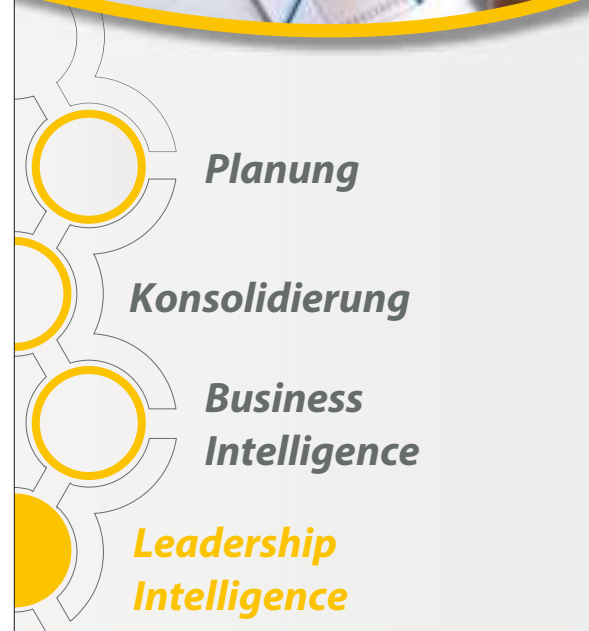 Planung
Konsolidierung
Business
Intelligence
Leadership
Intelligence